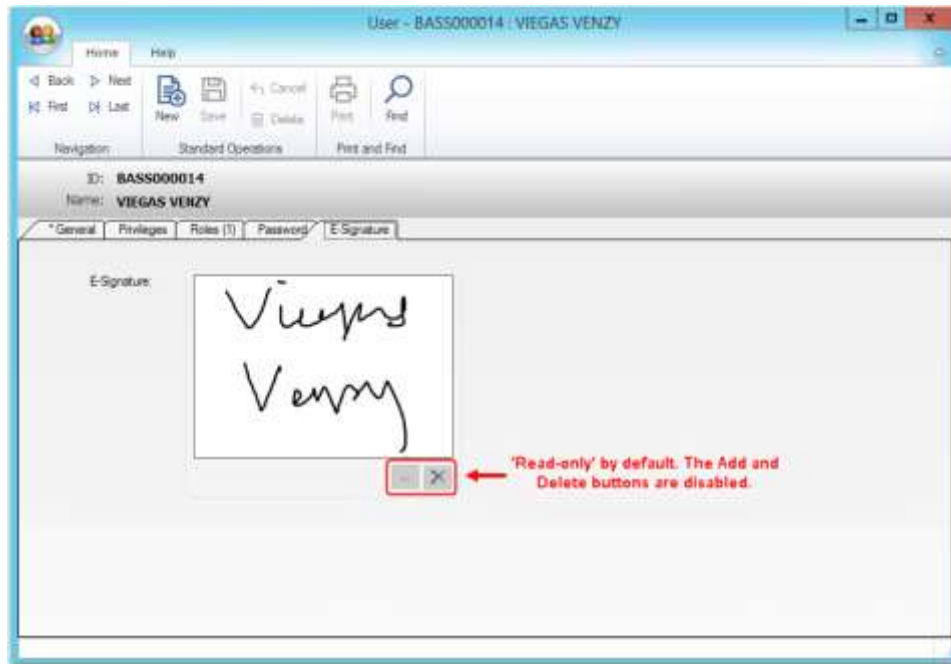 User - BASS000014 : VIEGAS VENZY
Home Help
Back Next
First Last
New Save Cancel Delete Print Find
Navigation Standard Operations Print and Find
ID: BASS000014
Name: VIEGAS VENZY
* General Privileges Roles (1) Password E-Signature
E-Signature:
Viegas
Venzy
'Read-only' by default. The Add and
Delete buttons are disabled.